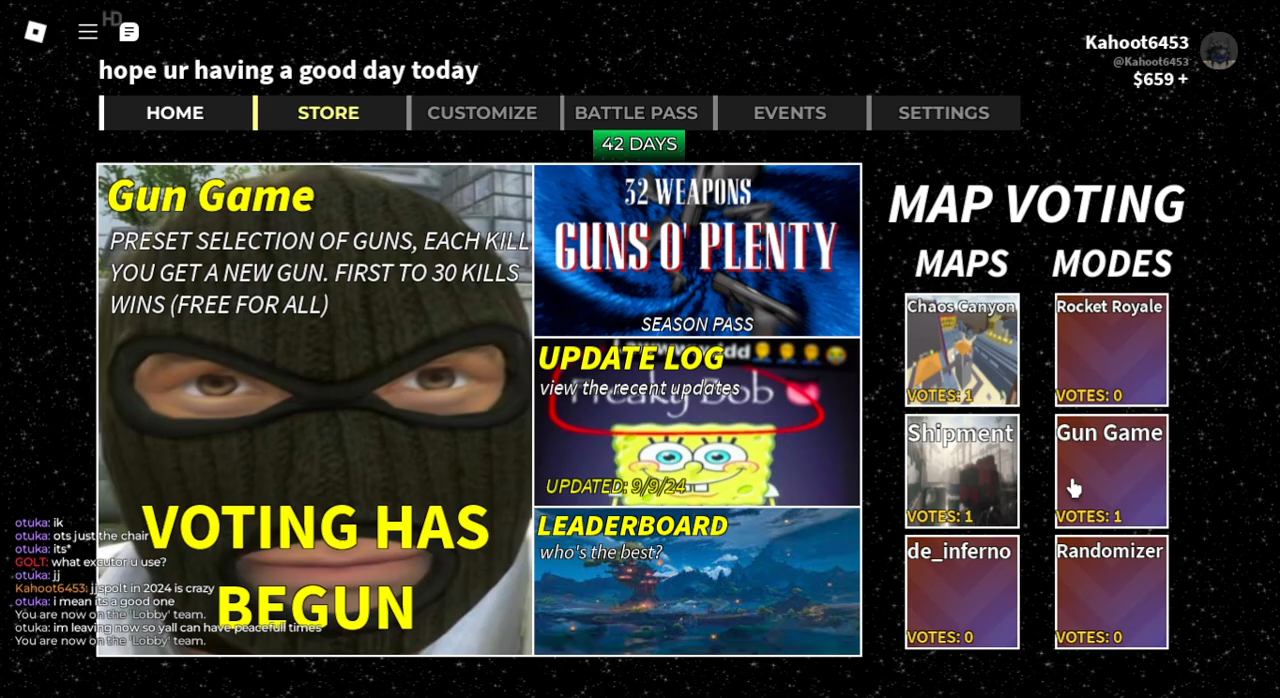 HD
Kahoot6453
@Kahoot6453
$659 +
hope ur having a good day today
HOME
STORE
CUSTOMIZE
BATTLE PASS
EVENTS
SETTINGS
42 DAYS
Gun Game
PRESET SELECTION OF GUNS, EACH KILL
YOU GET A NEW GUN. FIRST TO 30 KILLS
WINS (FREE FOR ALL)
VOTING HAS
BEGUN
32 WEAPONS
GUNS O' PLENTY
SEASON PASS
UPDATE LOG
view the recent updates
Freaky Bob
UPDATED: 9/9/24
LEADERBOARD
who's the best?
MAP VOTING
MAPS
MODES
Chaos Canyon
VOTES: 1
Rocket Royale
VOTES: 0
Shipment
VOTES: 1
Gun Game
VOTES: 1
de_inferno
VOTES: 0
Randomizer
VOTES: 0
otuka: ik
otuka: ots just the chair
otuka: its*
GOLT: what excutor u use?
otuka: jj
Kahoot6453: jjspolt in 2024 is crazy
otuka: i mean its a good one
You are now on the 'Lobby' team.
otuka: im leaving now so yall can have peaceful times
You are now on the 'Lobby' team.